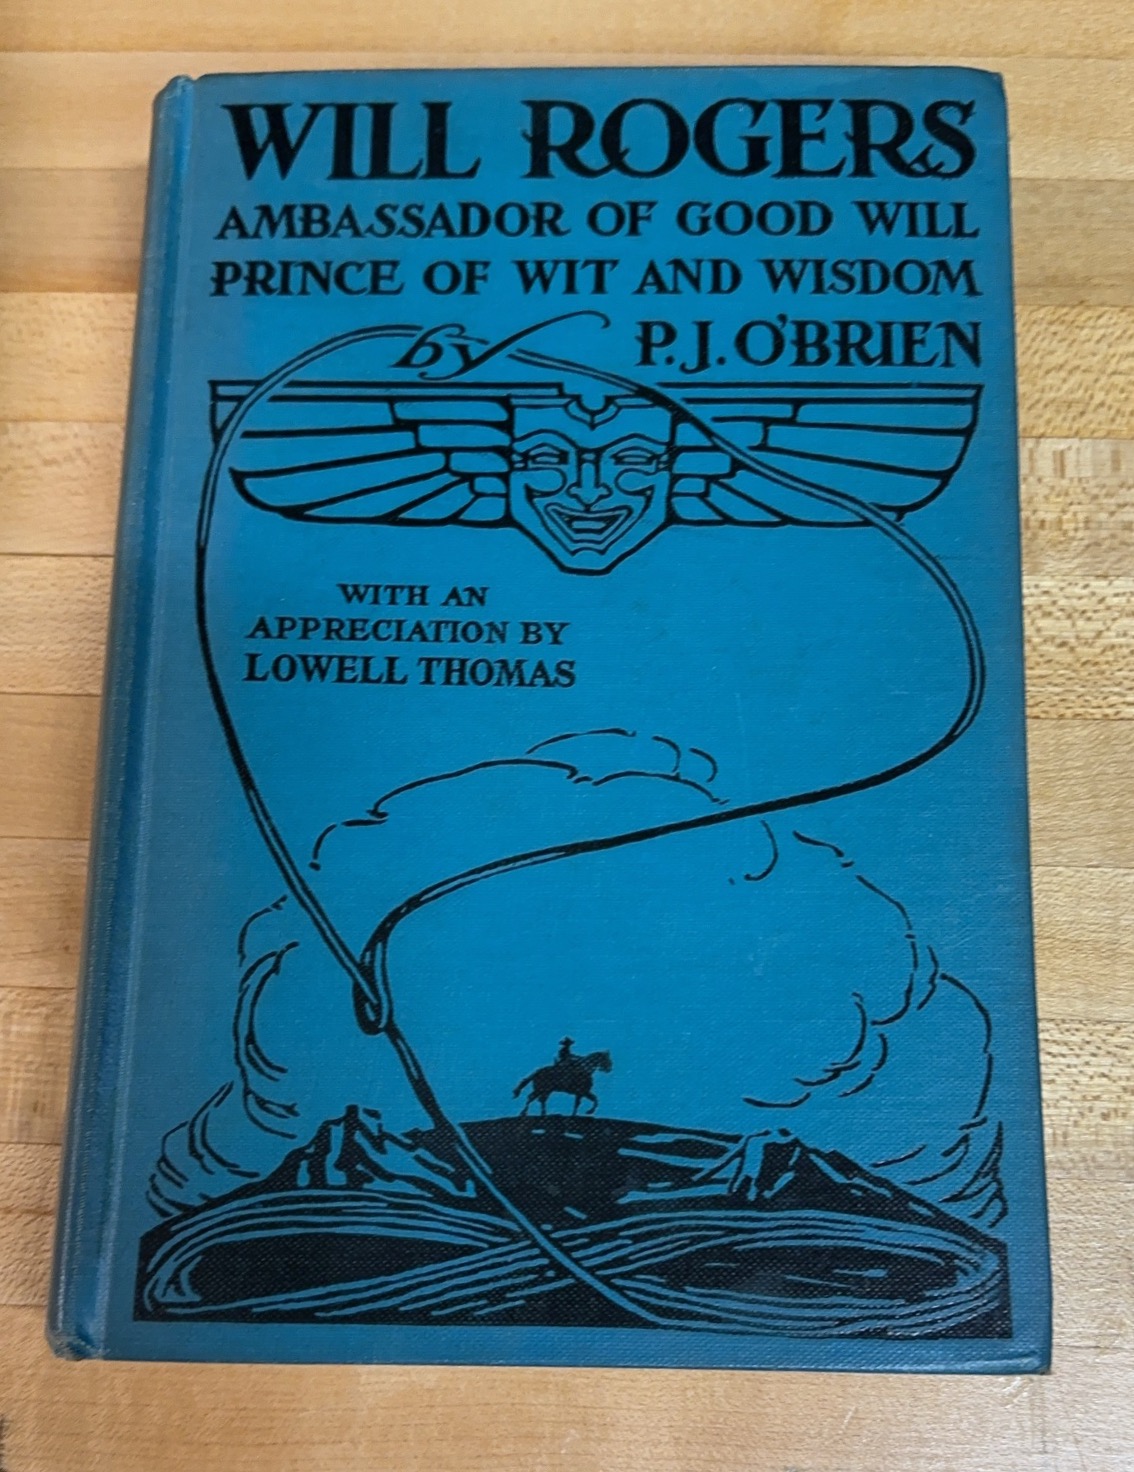 WILL ROGERS
AMBASSADOR OF GOOD WILL
PRINCE OF WIT AND WISDOM
by P.J. O'BRIEN
WITH AN
APPRECIATION BY
LOWELL THOMAS